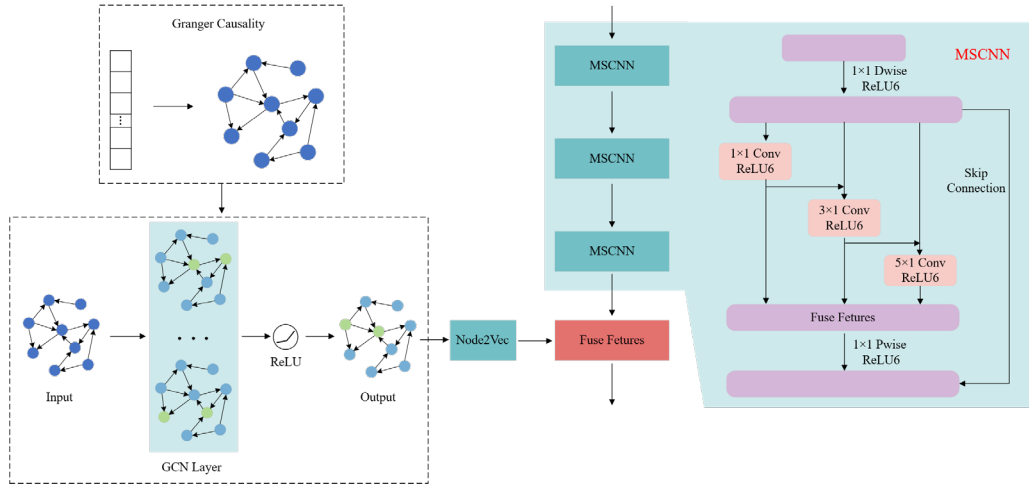 Granger Causality
Input
GCN Layer
ReLU
Output
Node2Vec
MSCNN
MSCNN
MSCNN
Fuse Fetures
MSCNN
1×1 Dwise
ReLU6
1×1 Conv
ReLU6
3×1 Conv
ReLU6
5×1 Conv
ReLU6
Skip
Connection
Fuse Fetures
1×1 Pwise
ReLU6